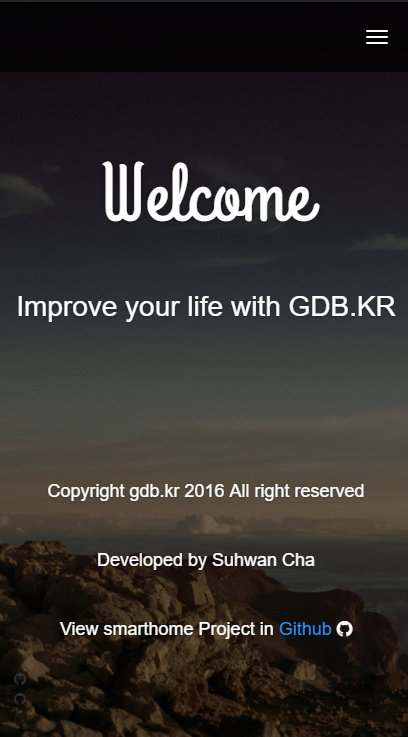 Welcome
Improve your life with GDB.KR
Copyright gdb.kr 2016 All right reserved
Developed by Suhwan Cha
View smarthome Project in Github